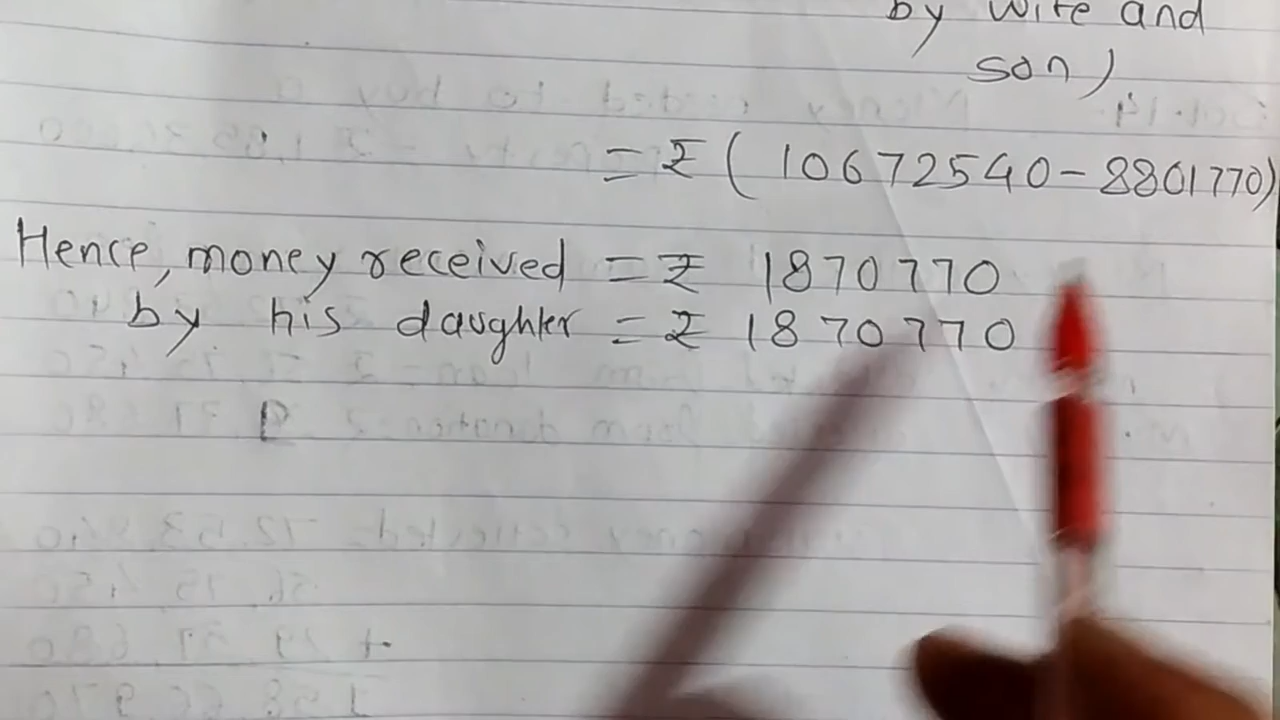 by wife and
son)
= ₹ ( 10672540 - 8801770)
Hence, money received = ₹ 1870770
by his daughter = ₹ 1870770